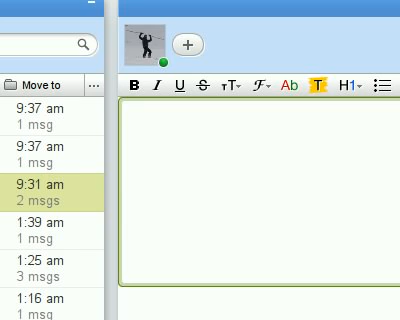 Move to ...
9:37 am
1 msg
9:37 am
1 msg
9:31 am
2 msgs
1:39 am
1 msg
1:25 am
3 msgs
1:16 am
1 msg
+
B I U S TT F Ab T H1